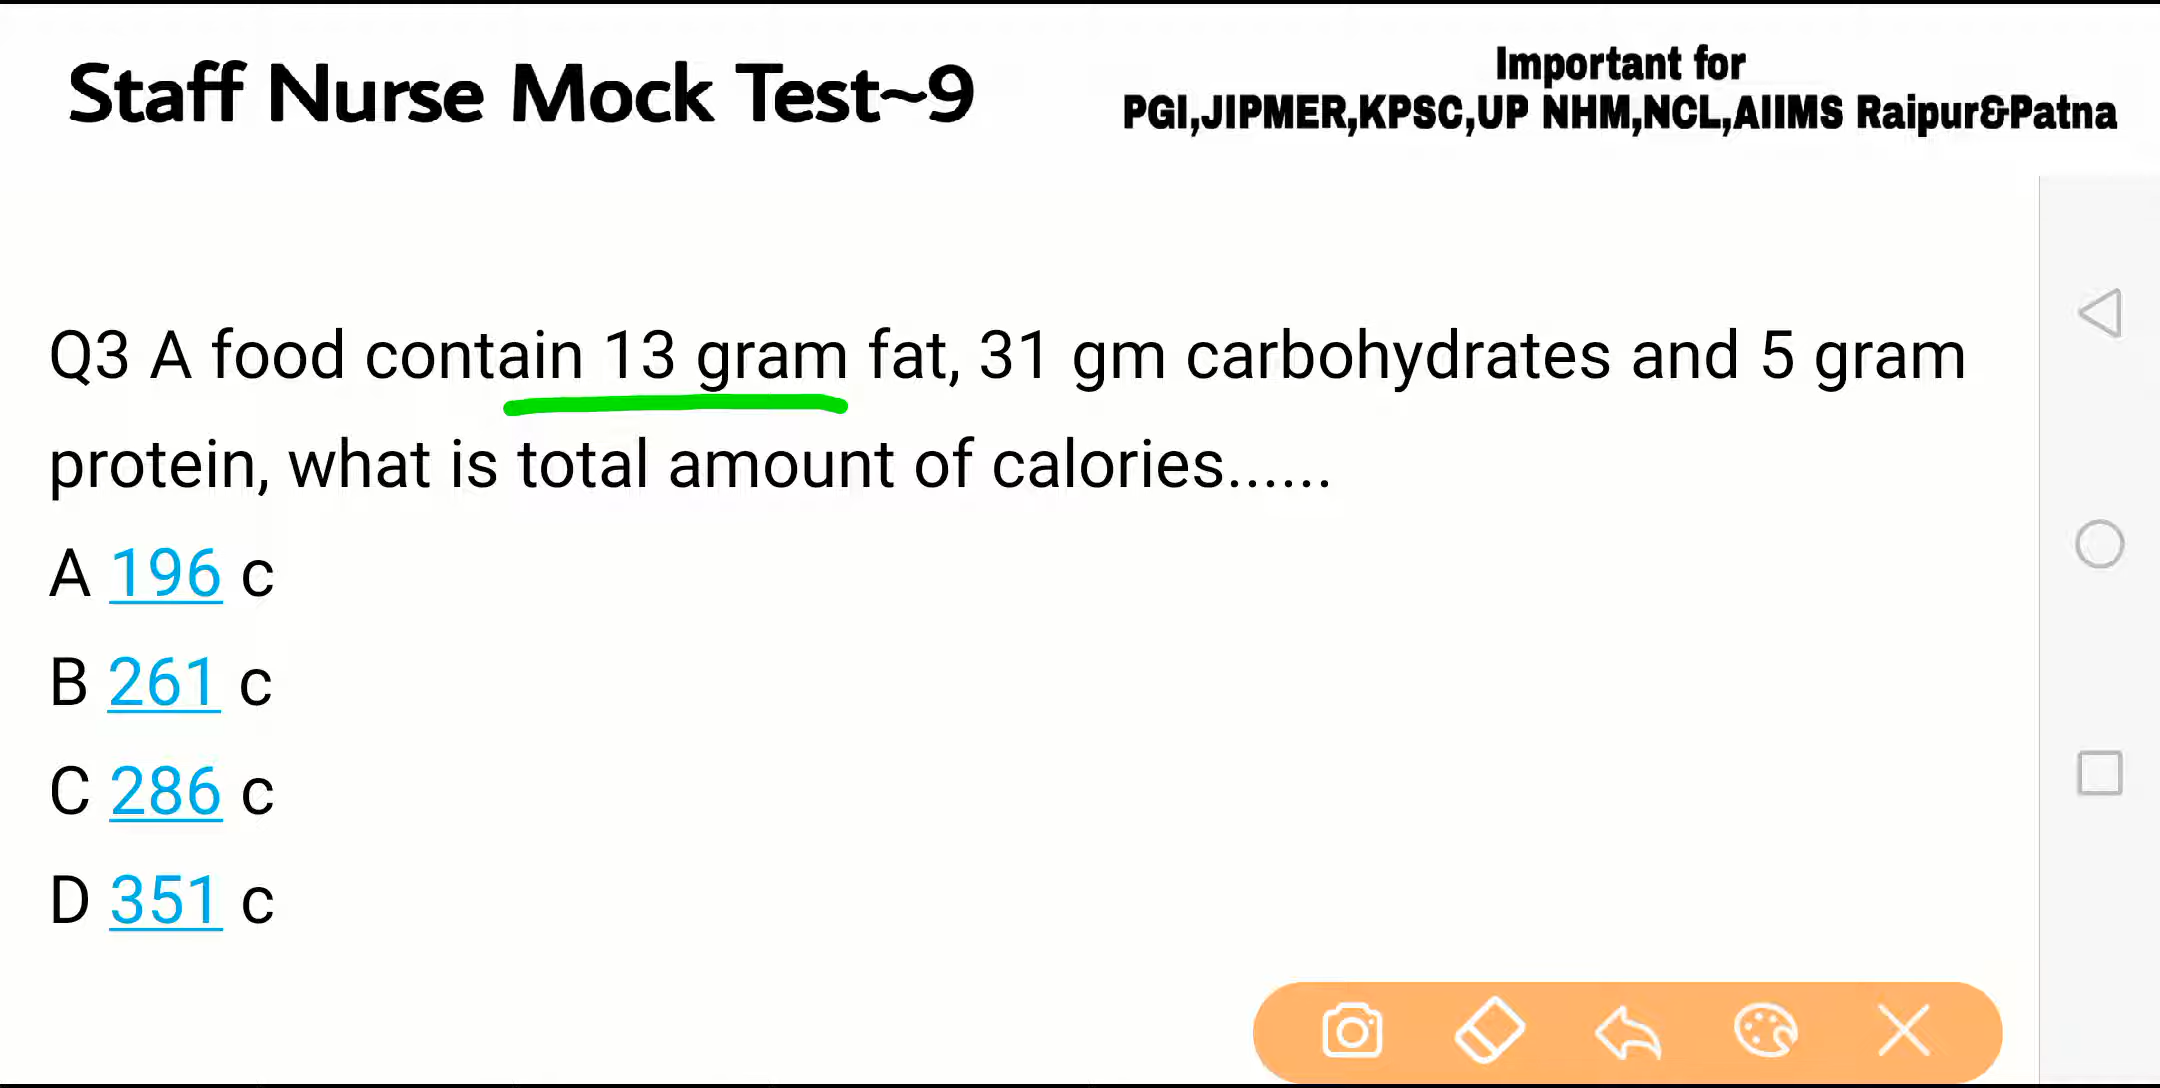 Staff Nurse Mock Test~9
Important for
PGI,JIPMER,KPSC,UP NHM,NCL,AIIMS Raipur&Patna
Q3 A food contain 13 gram fat, 31 gm carbohydrates and 5 gram
protein, what is total amount of calories......
A 196 c
B 261 c
C 286 c
D 351 c